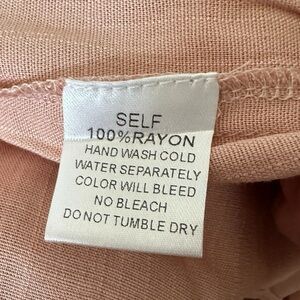 SELF
100%RAYON
HAND WASH COLD
WATER SEPARATELY
COLOR WILL BLEED
NO BLEACH
DO NOT TUMBLE DRY